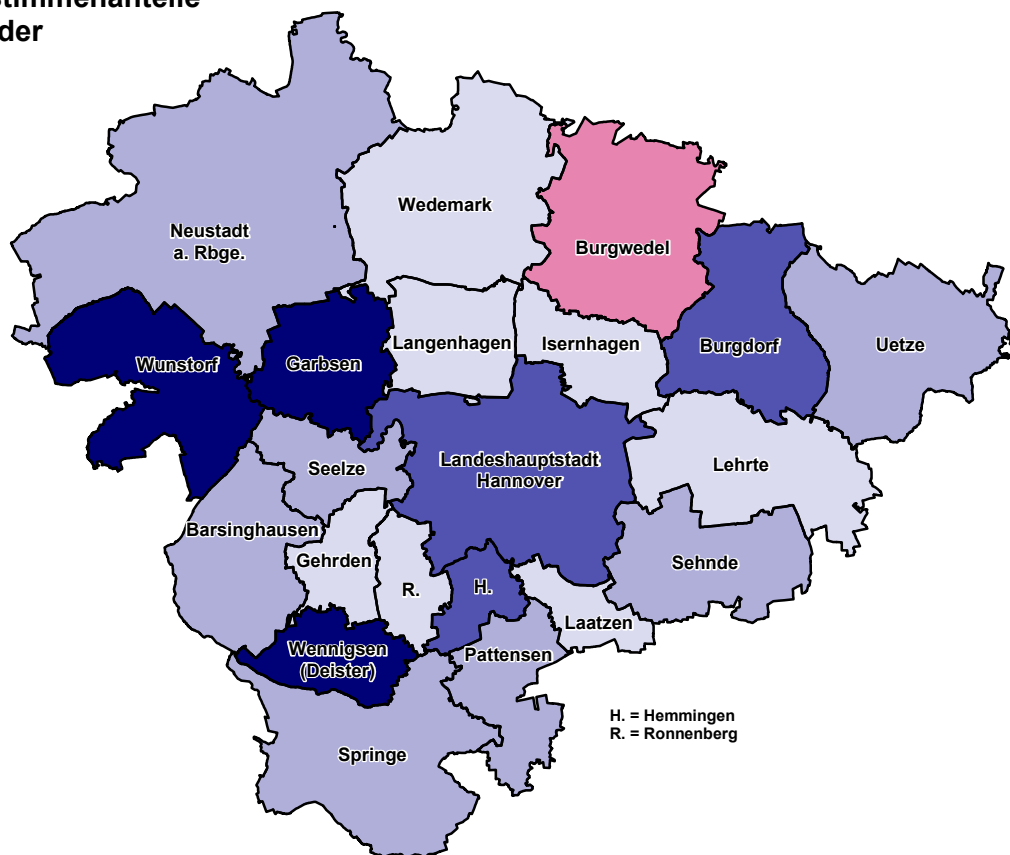 der
Neustadt
a. Rbge.
Wedemark
Burgwedel
Wunstorf
Garbsen
Langenhagen
Isernhagen
Burgdorf
Uetze
Seelze
Landeshauptstadt
Hannover
Lehrte
Barsinghausen
Gehrden
R.
H.
Sehnde
Laatzen
Wennigsen
(Deister)
Pattensen
Springe
H. = Hemmingen
R. = Ronnenberg